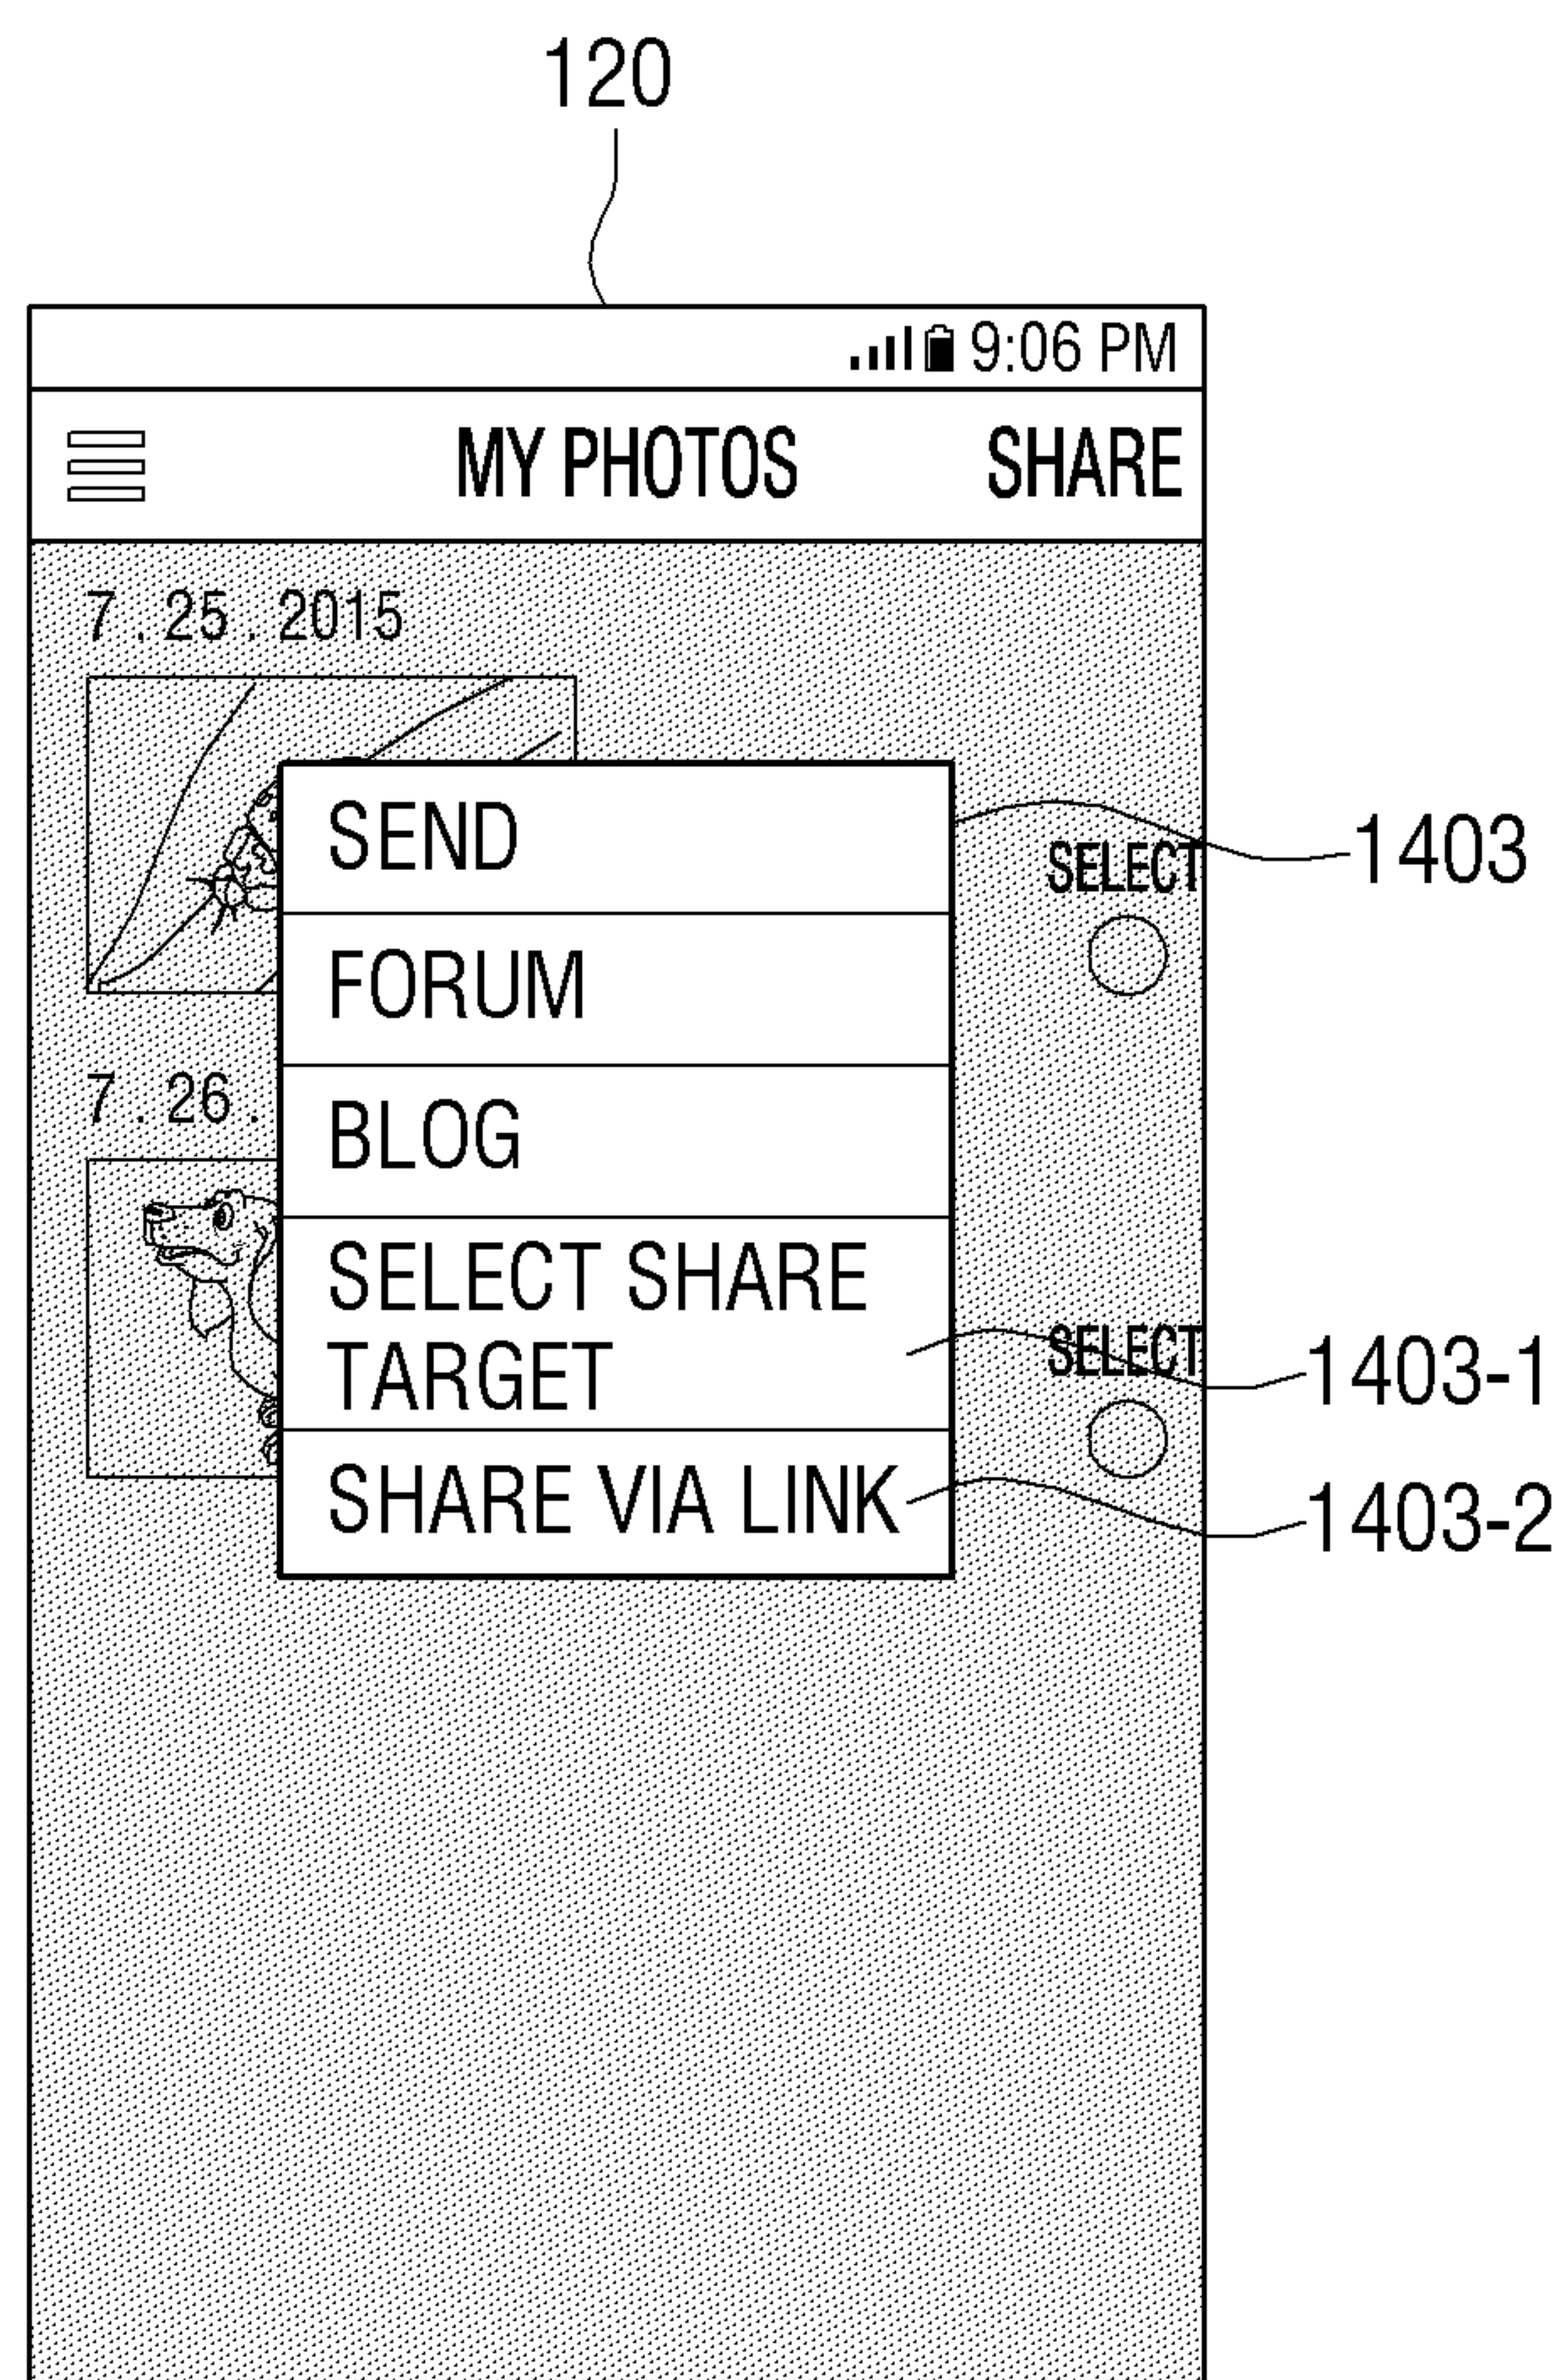 120
9:06 PM
MY PHOTOS SHARE
7 . 25 . 2015
SEND
1403
SELECT
FORUM
7 . 26 .
BLOG
SELECT SHARE
TARGET
SELECT
1403-1
SHARE VIA LINK
1403-2